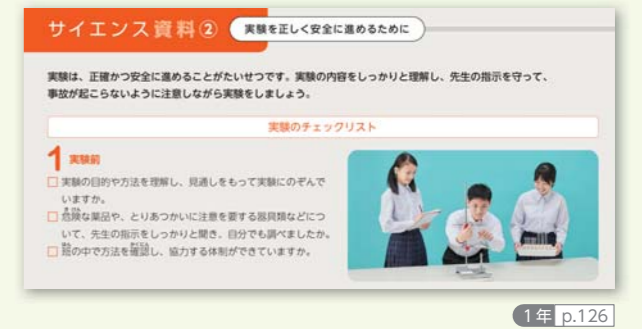 サイエンス資料② 実験を正しく安全に進めるために
実験は、正確かつ安全に進めることがたいせつです。実験の内容をしっかりと理解し、先生の指示を守って、
事故が起こらないように注意しながら実験をしましょう。
実験のチェックリスト
1 実験前
□ 実験の目的や方法を理解し、見通しをもって実験にのぞんで
いますか。
□ 危険な薬品や、とりあつかいに注意を要する器具類などにつ
いて、先生の指示をしっかりと聞き、自分でも調べましたか。
□ 班の中で方法を確認し、協力する体制ができていますか。
1年 p.126